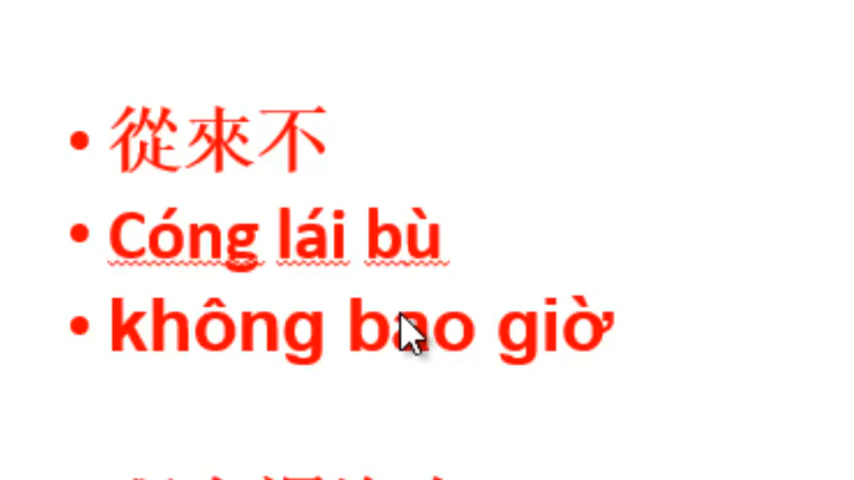 • 從來不
• Cóng lái bù
• không bao giờ